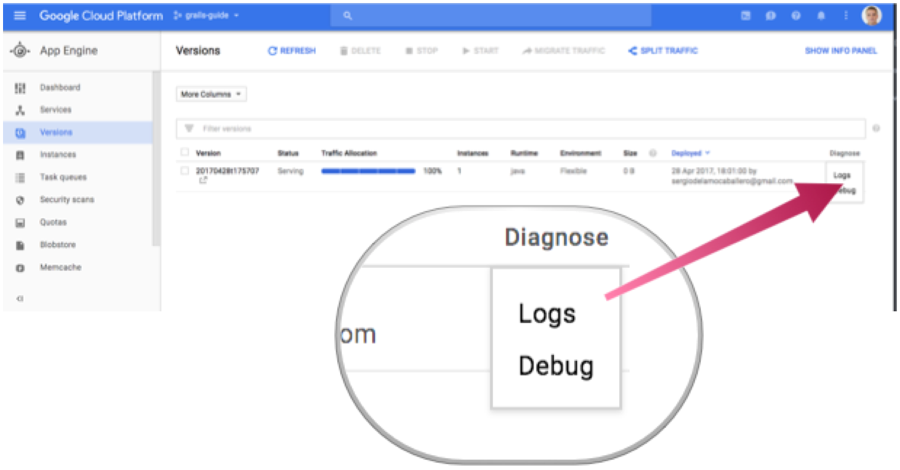 Google Cloud Platform grails-guide
App Engine
Versions REFRESH DELETE STOP START MIGRATE TRAFFIC SPLIT TRAFFIC SHOW INFO PANEL
Dashboard
Services
Versions
Instances
Task queues
Security scans
Quotas
Blobstore
Memcache
More Columns
Filter versions
Version Status Traffic Allocation Instances Runtime Environment Size Deployed Diagnose
20170428t175707 Serving 100% 1 java Flexible 0 B 28 Apr 2017, 18:01:00 by
sergiodelamocaballero@gmail.com
Logs
Debug
Diagnose
om
Logs
Debug